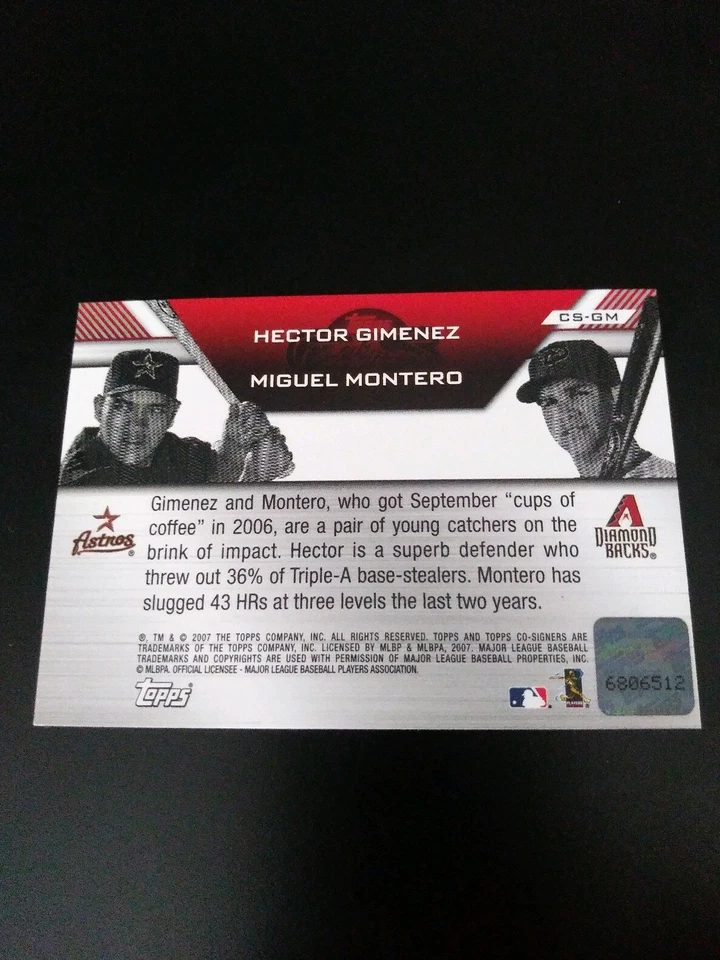 CS-GM
HECTOR GIMENEZ
MIGUEL MONTERO
Gimenez and Montero, who got September “cups of
coffee” in 2006, are a pair of young catchers on the
brink of impact. Hector is a superb defender who
threw out 36% of Triple-A base-stealers. Montero has
slugged 43 HRs at three levels the last two years.
Astros®
A
DIAMOND
BACKS®
®, TM & © 2007 THE TOPPS COMPANY, INC. ALL RIGHTS RESERVED. TOPPS AND TOPPS CO-SIGNERS ARE
TRADEMARKS OF THE TOPPS COMPANY, INC. LICENSED BY MLBP & MLBPA, 2007. MAJOR LEAGUE BASEBALL
TRADEMARKS AND COPYRIGHTS ARE USED WITH PERMISSION OF MAJOR LEAGUE BASEBALL PROPERTIES, INC.
© MLBPA. OFFICIAL LICENSEE - MAJOR LEAGUE BASEBALL PLAYERS ASSOCIATION.
topps®
PLAYERS
6806512